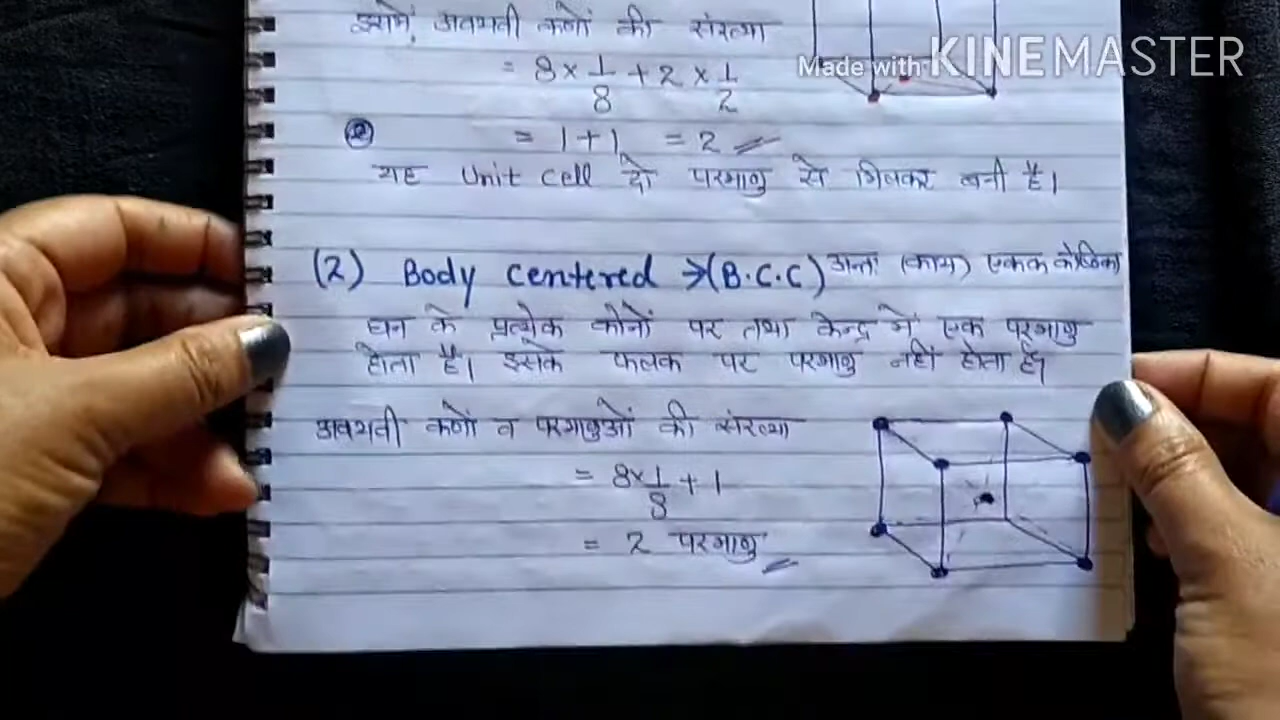 इसमें अवयवी कणों की संख्या
Made with KINEMASTER
= 8 × 1/8 + 2 × 1/2
= 1 + 1 = 2
यह Unit Cell दो परमाणु से मिलकर बनी है।
(2) Body Centered → (B.C.C) अन्तः (काय) एकक कोष्ठिका
घन के प्रत्येक कोनों पर तथा केन्द्र में एक परमाणु
होता है। इसके फलक पर परमाणु नहीं होता है।
अवयवी कणों व परमाणुओं की संख्या
= 8 × 1/8 + 1
= 2 परमाणु